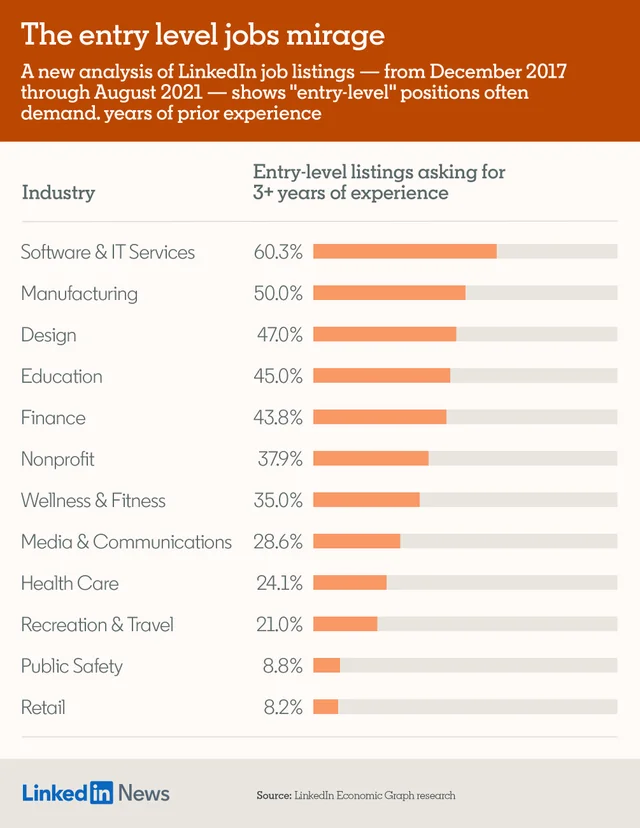 The entry level jobs mirage
A new analysis of LinkedIn job listings — from December 2017
through August 2021 — shows "entry-level" positions often
demand. years of prior experience
Industry
Entry-level listings asking for
3+ years of experience
Software & IT Services 60.3%
Manufacturing 50.0%
Design 47.0%
Education 45.0%
Finance 43.8%
Nonprofit 37.9%
Wellness & Fitness 35.0%
Media & Communications 28.6%
Health Care 24.1%
Recreation & Travel 21.0%
Public Safety 8.8%
Retail 8.2%
Linked in News
Source: LinkedIn Economic Graph research